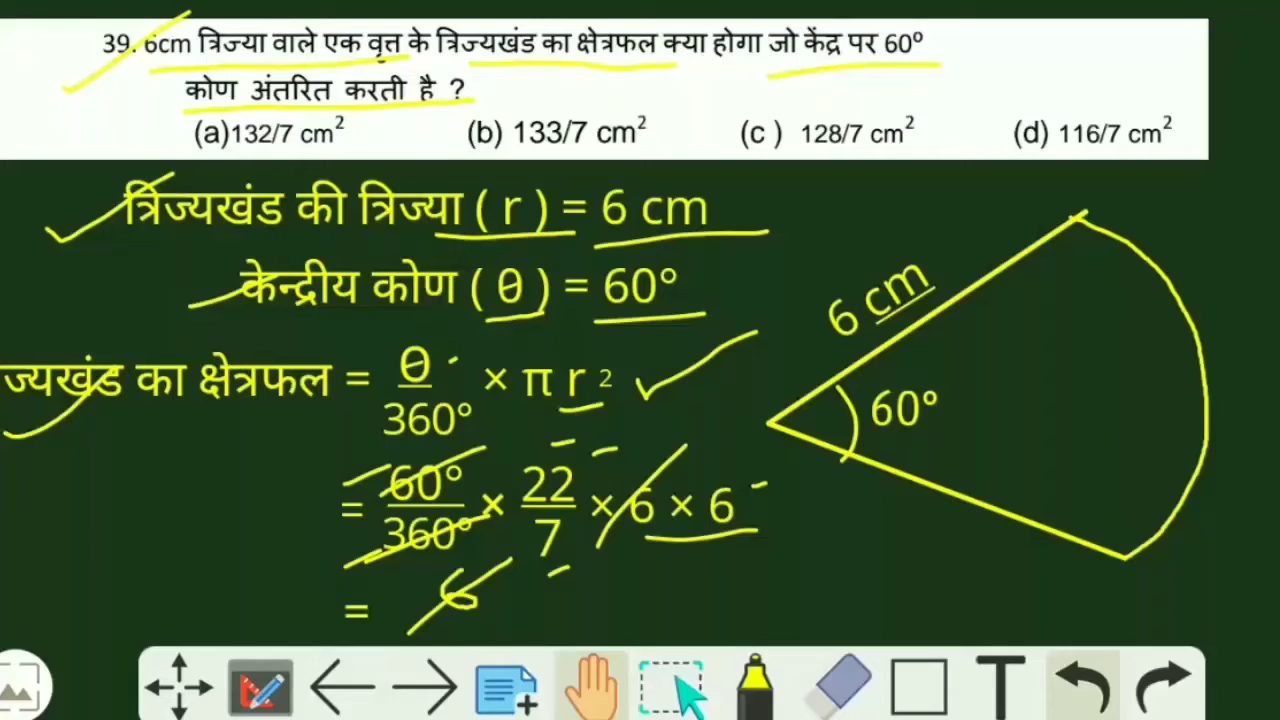 39. 6cm त्रिज्या वाले एक वृत्त के त्रिज्यखंड का क्षेत्रफल क्या होगा जो केंद्र पर 60º
कोण अंतरित करती है ?
(a)132/7 cm² (b) 133/7 cm² (c ) 128/7 cm² (d) 116/7 cm²
त्रिज्यखंड की त्रिज्या ( r ) = 6 cm
केन्द्रीय कोण ( θ ) = 60°
ज्यखंड का क्षेत्रफल = θ/360° × π r²
= 60°/360° × 22/7 × 6 × 6
6
=
6 cm
60°
T